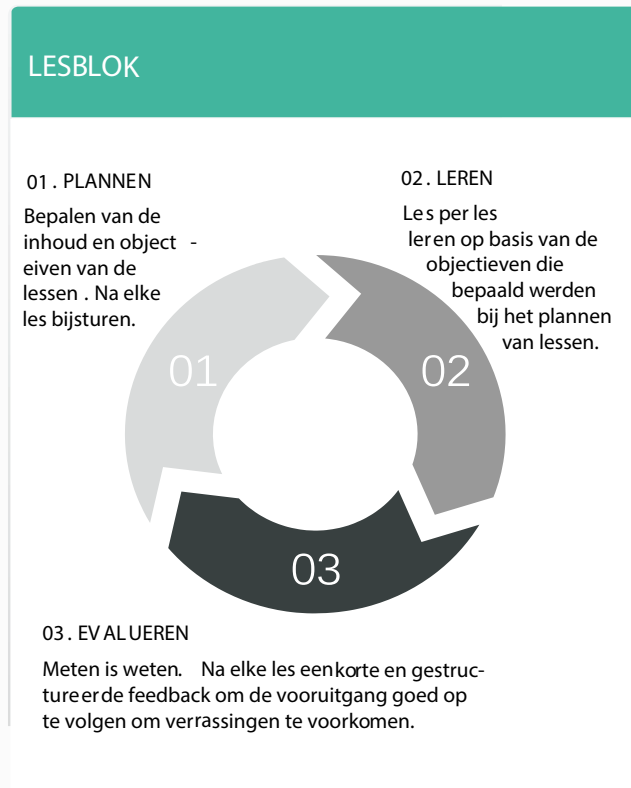 LESBLOK
01. PLANNEN
Bepalen van de
inhoud en object -
eiven van de
lessen . Na elke
les bijsturen.
02. LEREN
Les per les
leren op basis van de
objectieven die
bepaald werden
bij het plannen
van lessen.
01
02
03
03. EVALUEREN
Meten is weten. Na elke les eenkorte en gestruc-
tureerde feedback om de vooruitgang goed op
te volgen om verrassingen te voorkomen.